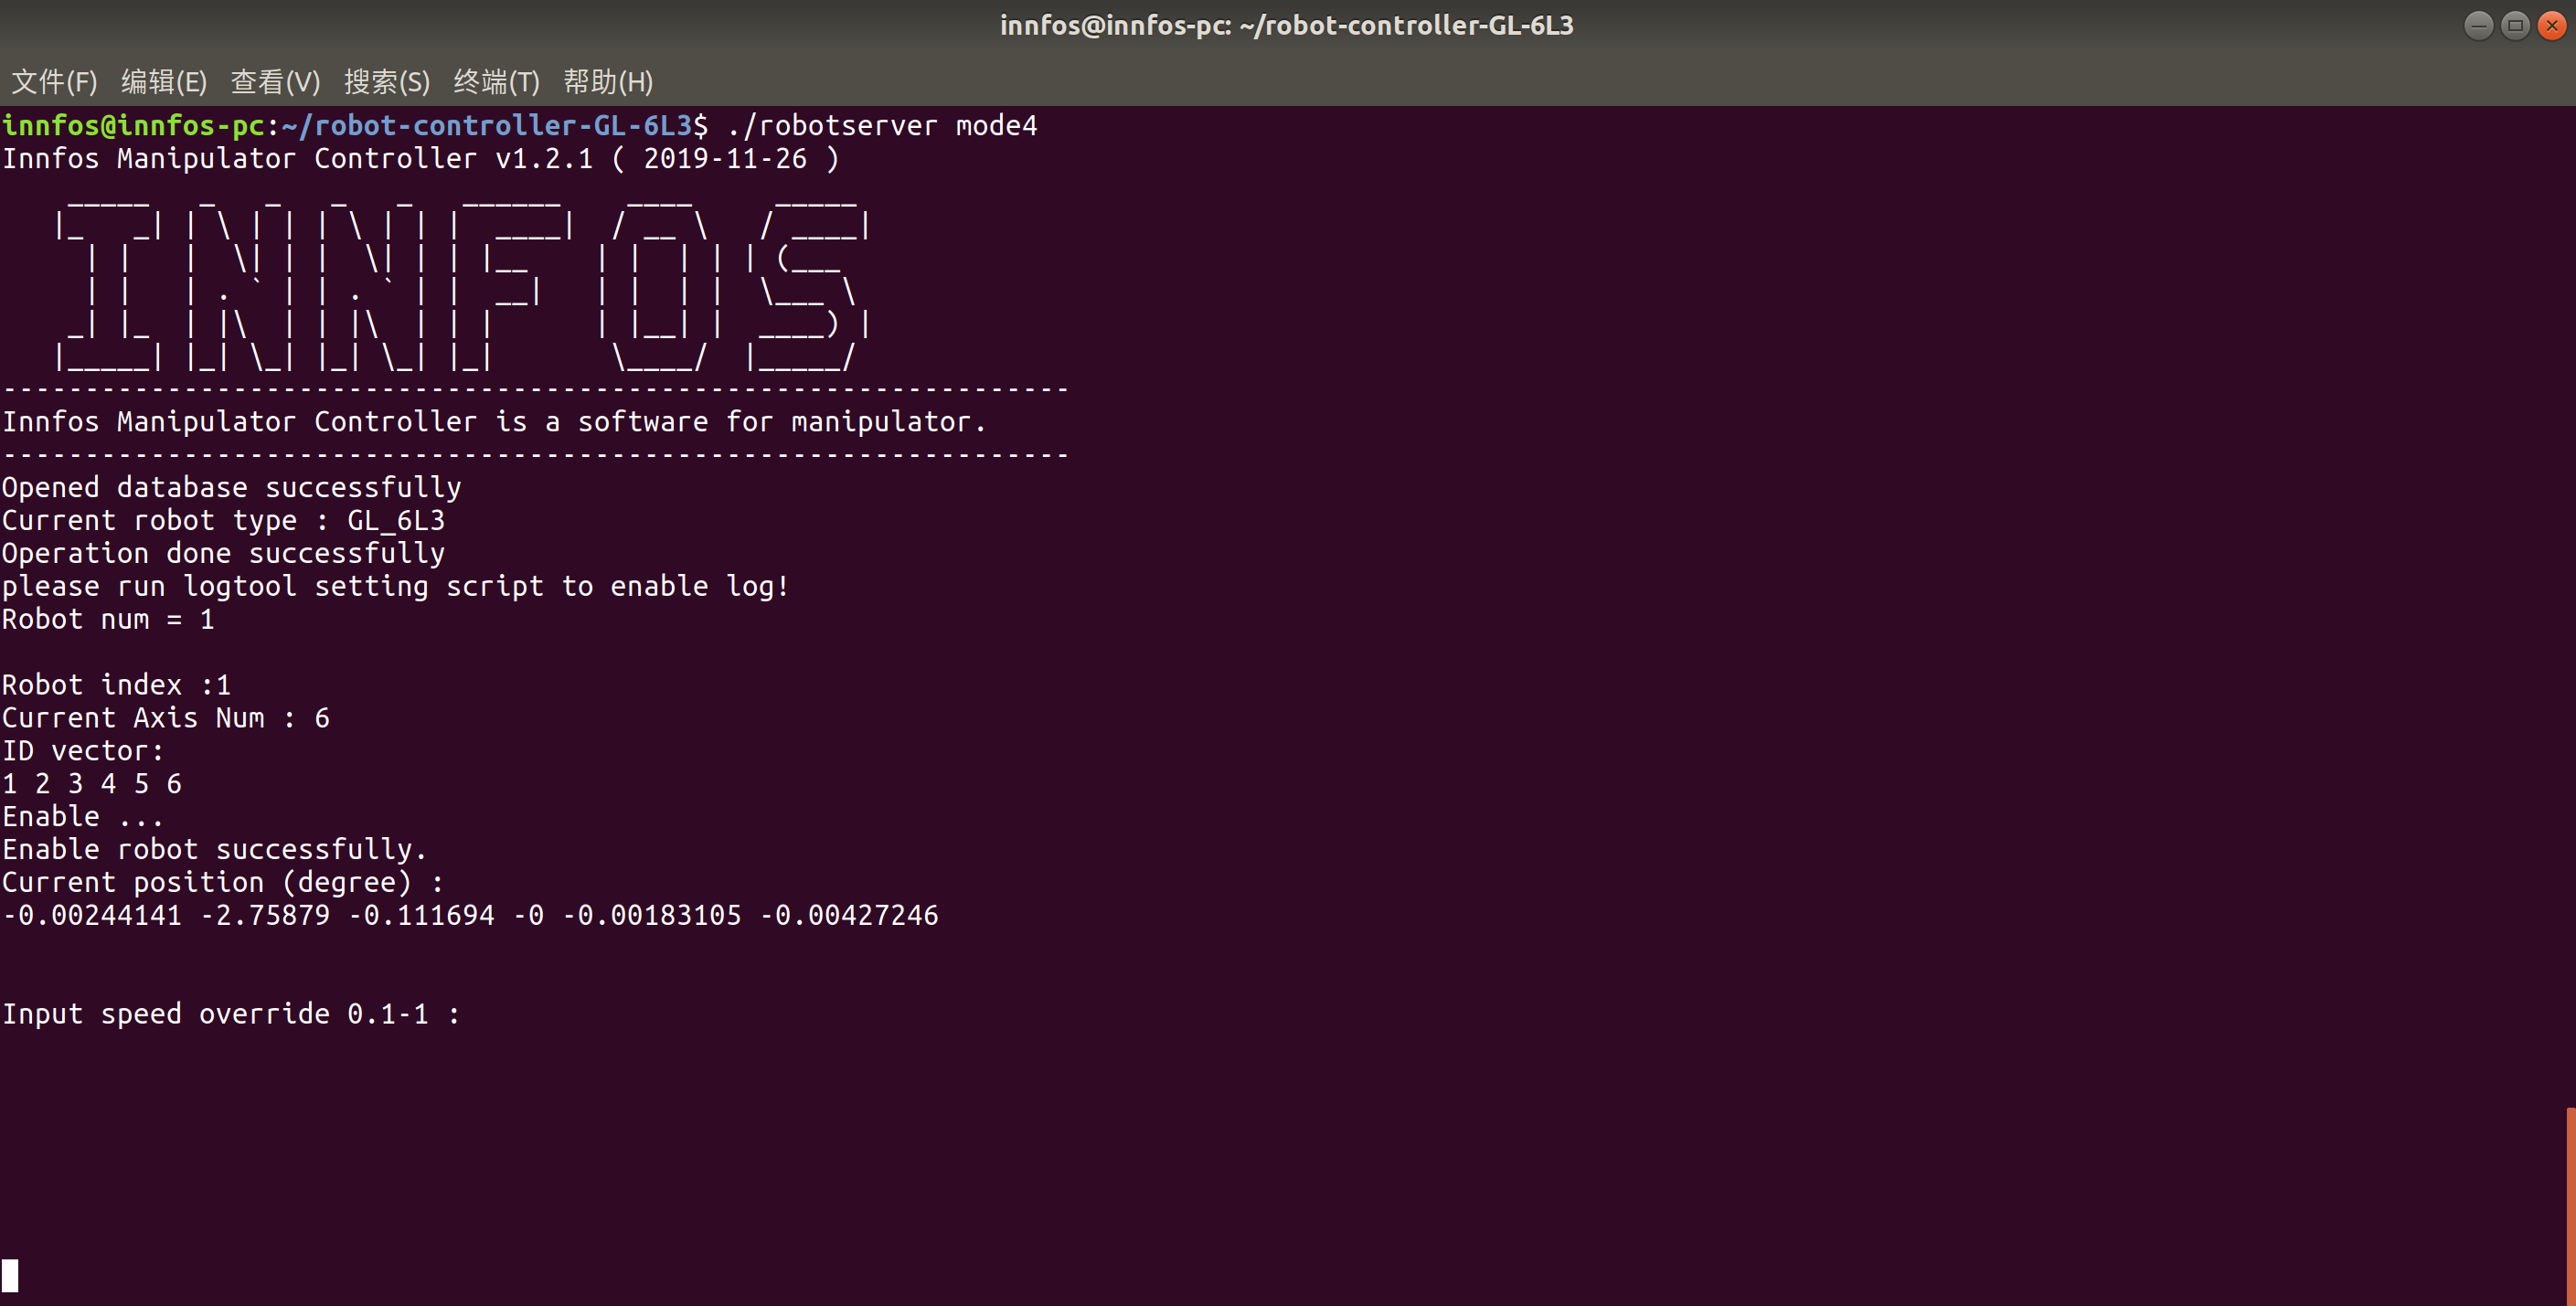 innfos@innfos-pc: ~/robot-controller-GL-6L3
文件(F) 编辑(E) 查看(V) 搜索(S) 终端(T) 帮助(H)
innfos@innfos-pc:~/robot-controller-GL-6L3$ ./robotserver mode4
Innfos Manipulator Controller v1.2.1 ( 2019-11-26 )
INNFOS
-----------------------------------------------------------------
Innfos Manipulator Controller is a software for manipulator.
-----------------------------------------------------------------
Opened database successfully
Current robot type : GL_6L3
Operation done successfully
please run logtool setting script to enable log!
Robot num = 1
Robot index :1
Current Axis Num : 6
ID vector:
1 2 3 4 5 6
Enable ...
Enable robot successfully.
Current position (degree) :
-0.00244141 -2.75879 -0.111694 -0 -0.00183105 -0.00427246
Input speed override 0.1-1 :